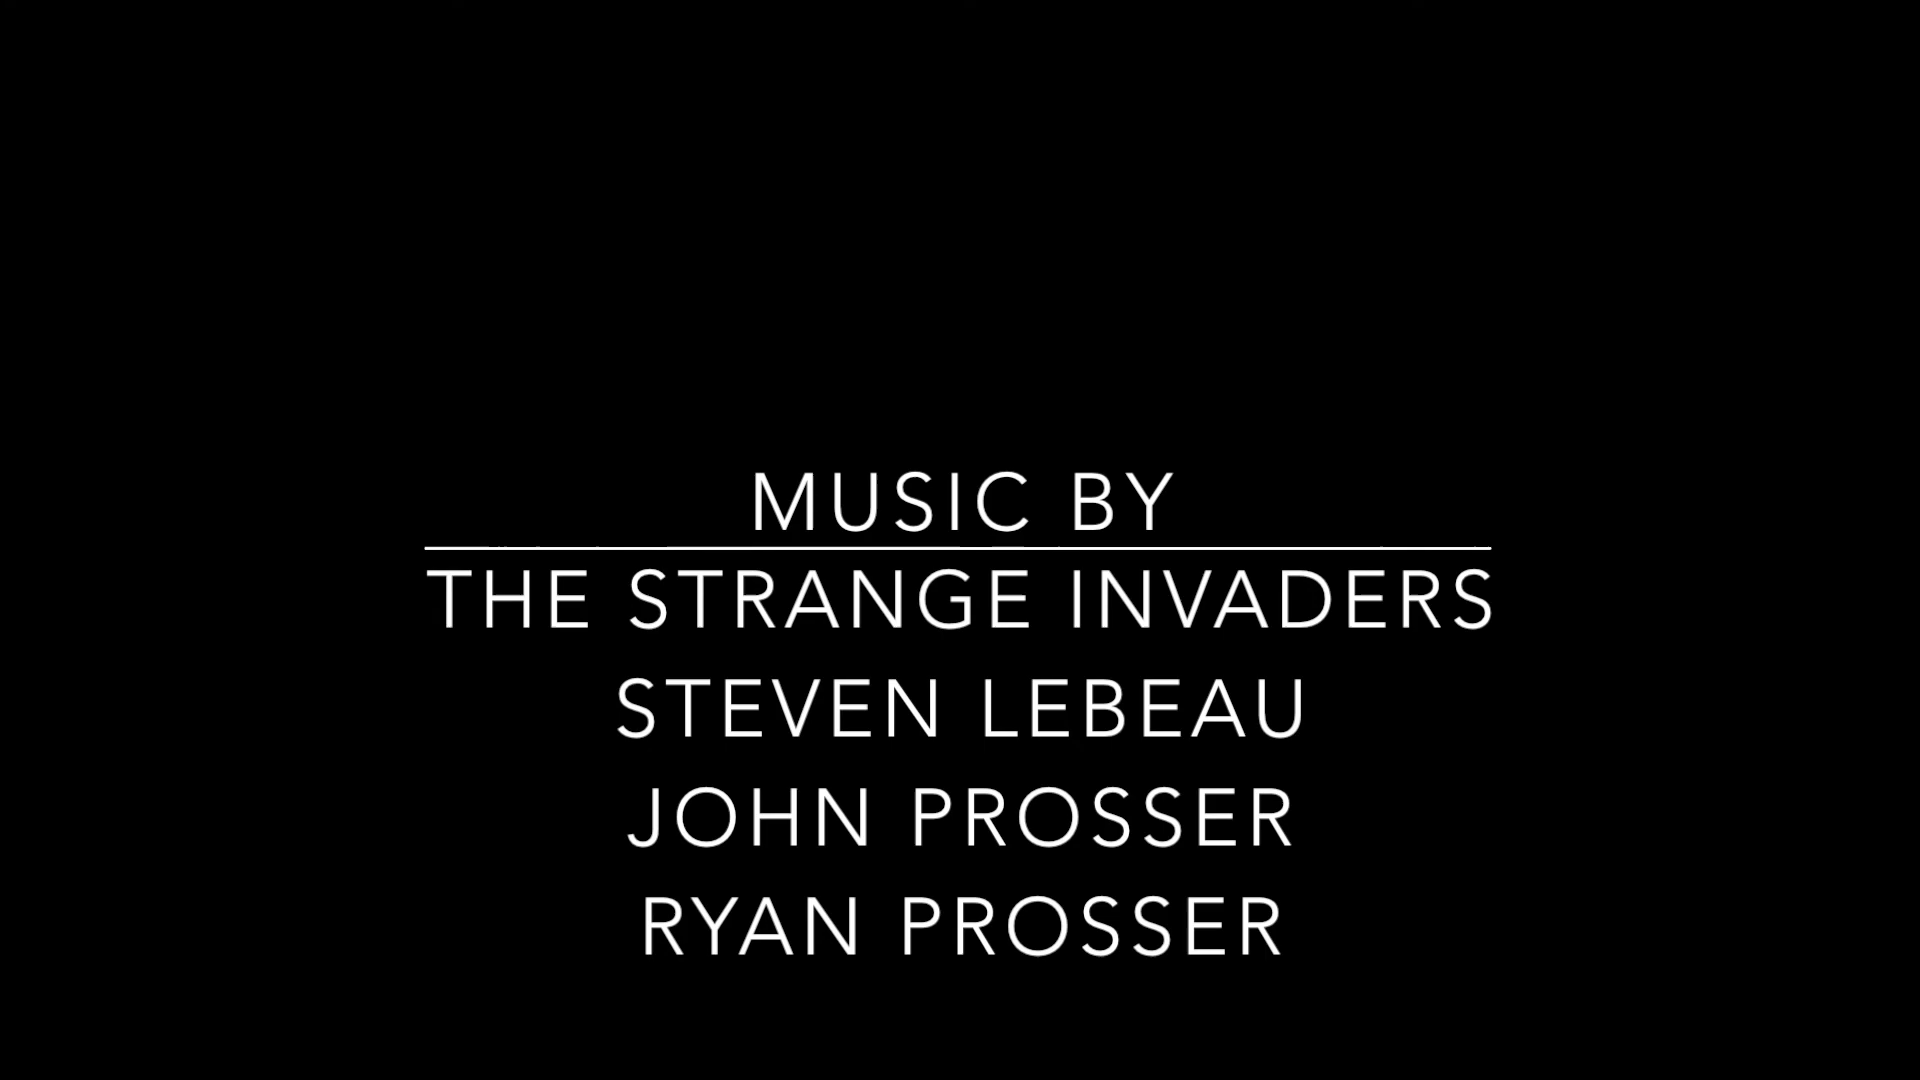 MUSIC BY
THE STRANGE INVADERS
STEVEN LEBEAU
JOHN PROSSER
RYAN PROSSER